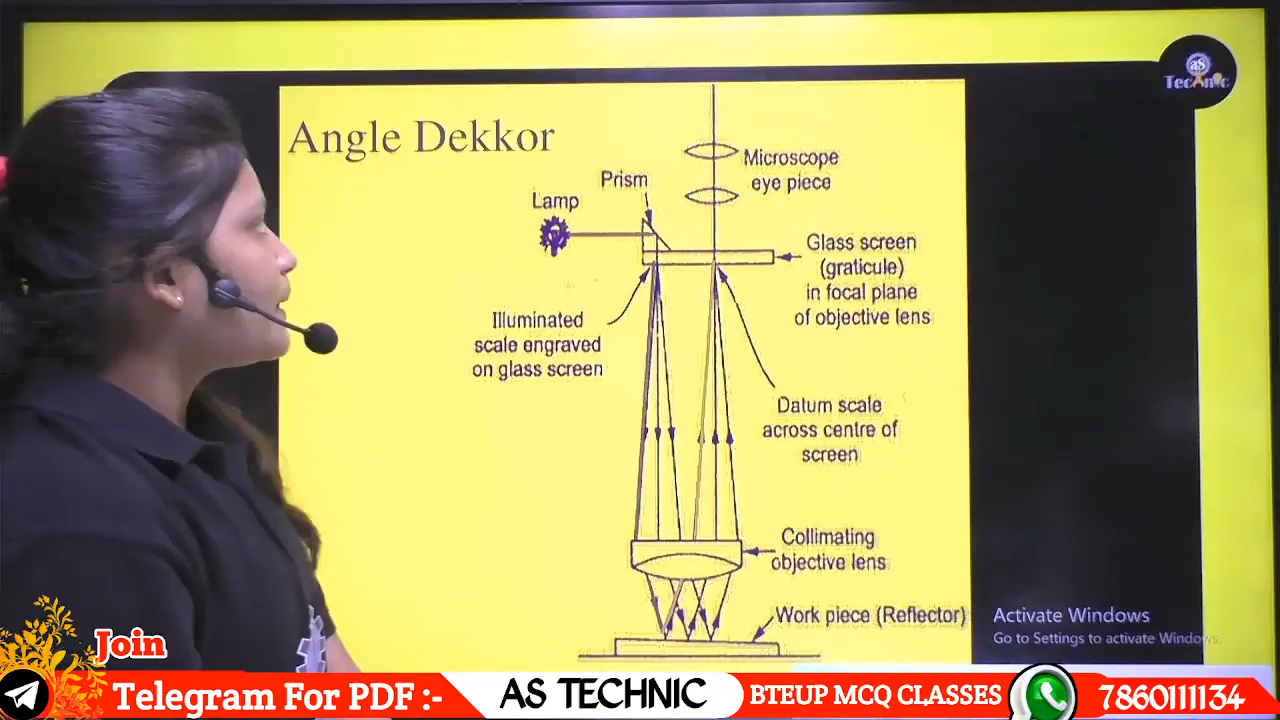 aS
Technic
Angle Dekkor
Microscope
eye piece
Prism
Lamp
Glass screen
(graticule)
in focal plane
of objective lens
Illuminated
scale engraved
on glass screen
Datum scale
across centre of
screen
Collimating
objective lens
Work piece (Reflector)
Activate Windows
Go to Settings to activate Windows.
Join
Telegram For PDF :-
AS TECHNIC
BTEUP MCQ CLASSES
7860111134